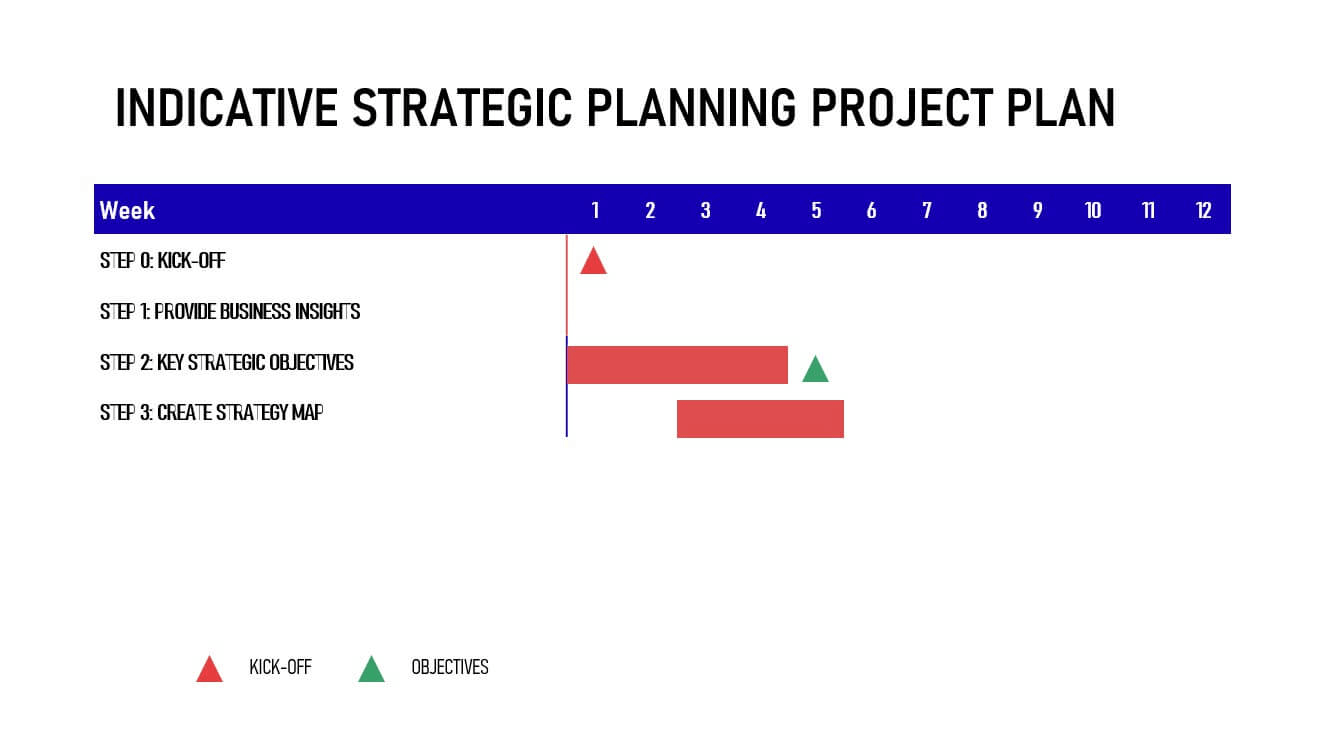 INDICATIVE STRATEGIC PLANNING PROJECT PLAN
Week 1 2 3 4 5 6 7 8 9 10 11 12
STEP 0: KICK-OFF
STEP 1: PROVIDE BUSINESS INSIGHTS
STEP 2: KEY STRATEGIC OBJECTIVES
STEP 3: CREATE STRATEGY MAP
KICK-OFF OBJECTIVES